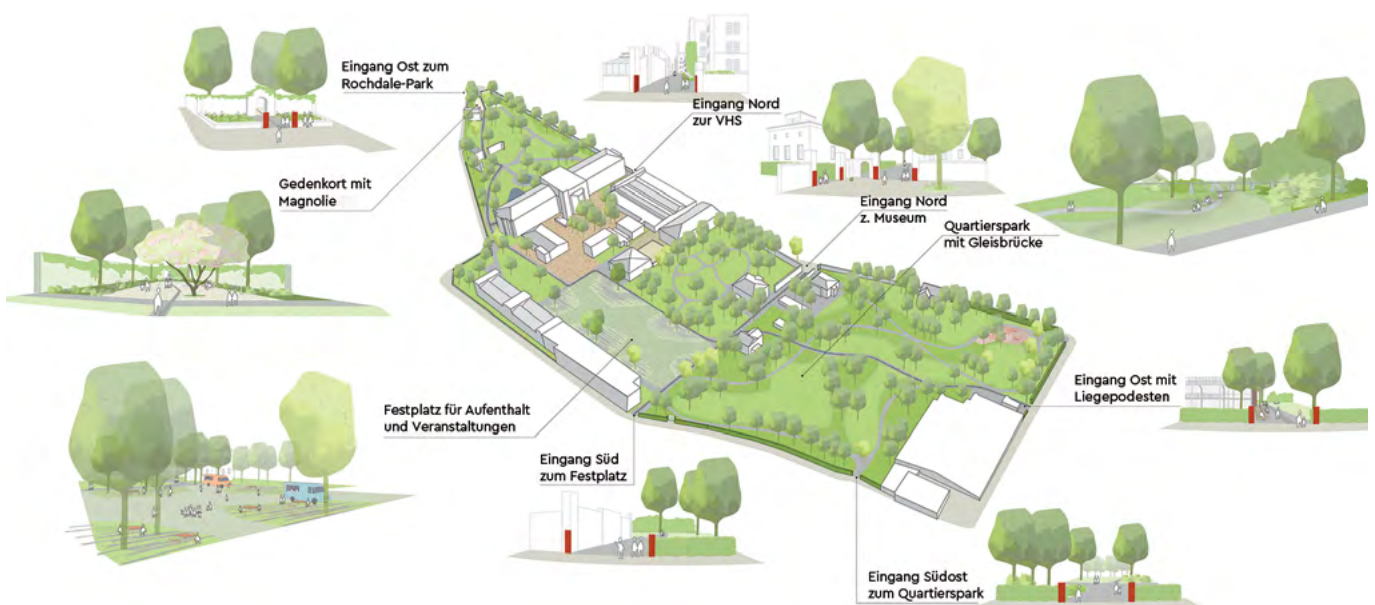 Eingang Ost zum
Rochdale-Park
Eingang Nord
zur VHS
Gedenkort mit
Magnolie
Eingang Nord
z. Museum
Quartierspark
mit Gleisbrücke
Eingang Ost mit
Liegepodesten
Festplatz für Aufenthalt
und Veranstaltungen
Eingang Süd
zum Festplatz
Eingang Südost
zum Quartierspark